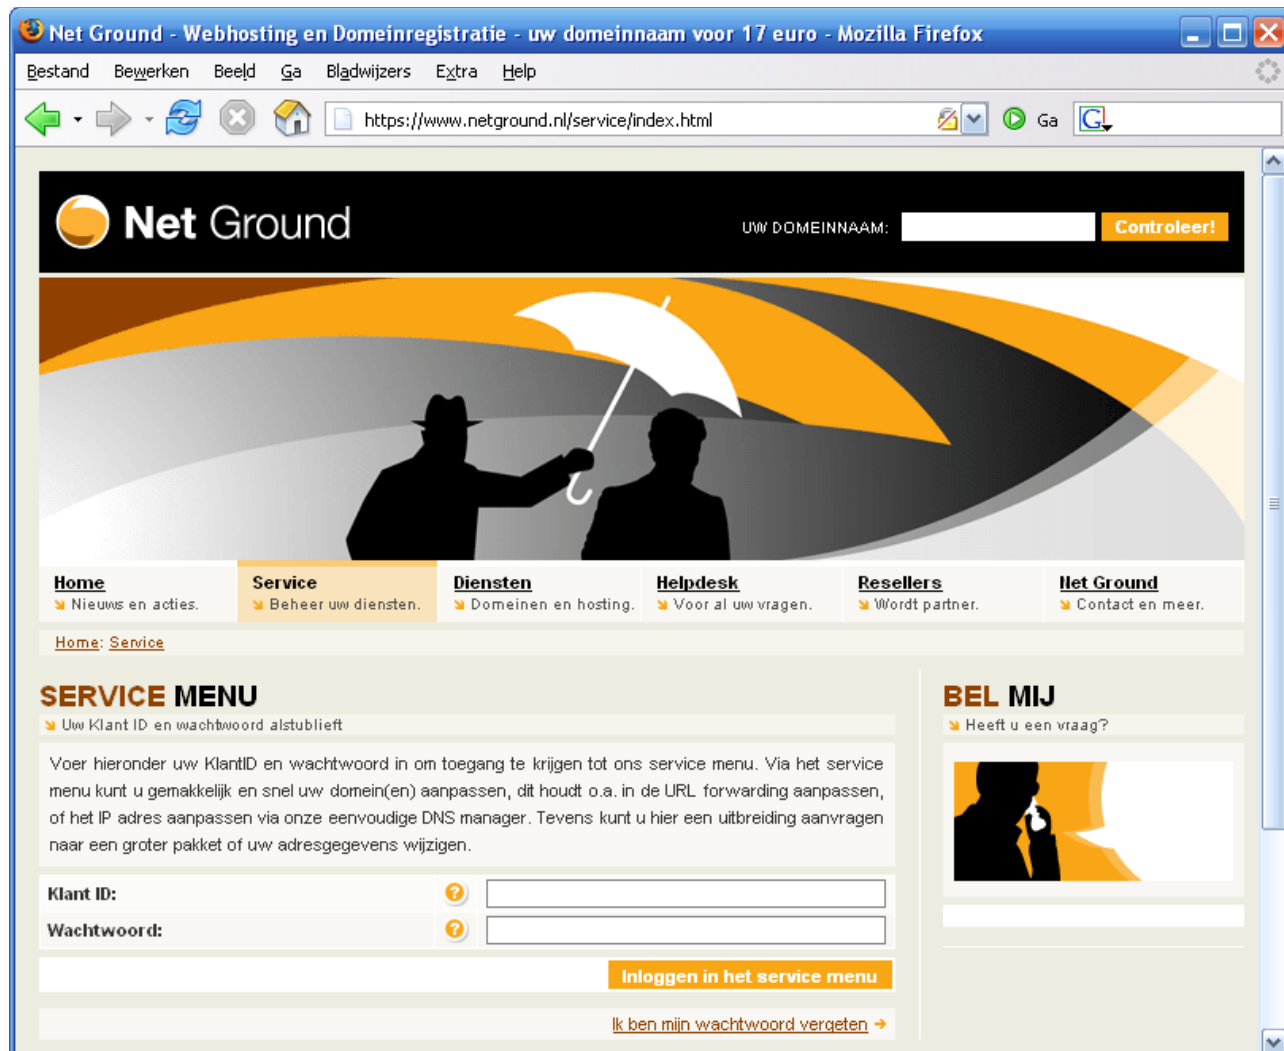 Net Ground - Webhosting en Domeinregistratie - uw domeinnaam voor 17 euro - Mozilla Firefox
Bestand Bewerken Beeld Ga Bladwijzers Extra Help
https://www.netground.nl/service/index.html Ga G
Net Ground
UW DOMEINNAAM: Controleer!
Home Service Diensten Helpdesk Resellers Net Ground
Nieuws en acties. Beheer uw diensten. Domeinen en hosting. Voor al uw vragen. Wordt partner. Contact en meer.
Home: Service
SERVICE MENU
Uw Klant ID en wachtwoord alstublieft
Voer hieronder uw KlantID en wachtwoord in om toegang te krijgen tot ons service menu. Via het service
menu kunt u gemakkelijk en snel uw domein(en) aanpassen, dit houdt o.a. in de URL forwarding aanpassen,
of het IP adres aanpassen via onze eenvoudige DNS manager. Tevens kunt u hier een uitbreiding aanvragen
naar een groter pakket of uw adresgegevens wijzigen.
Klant ID: ?
Wachtwoord: ?
Inloggen in het service menu
Ik ben mijn wachtwoord vergeten
BEL MIJ
Heeft u een vraag?